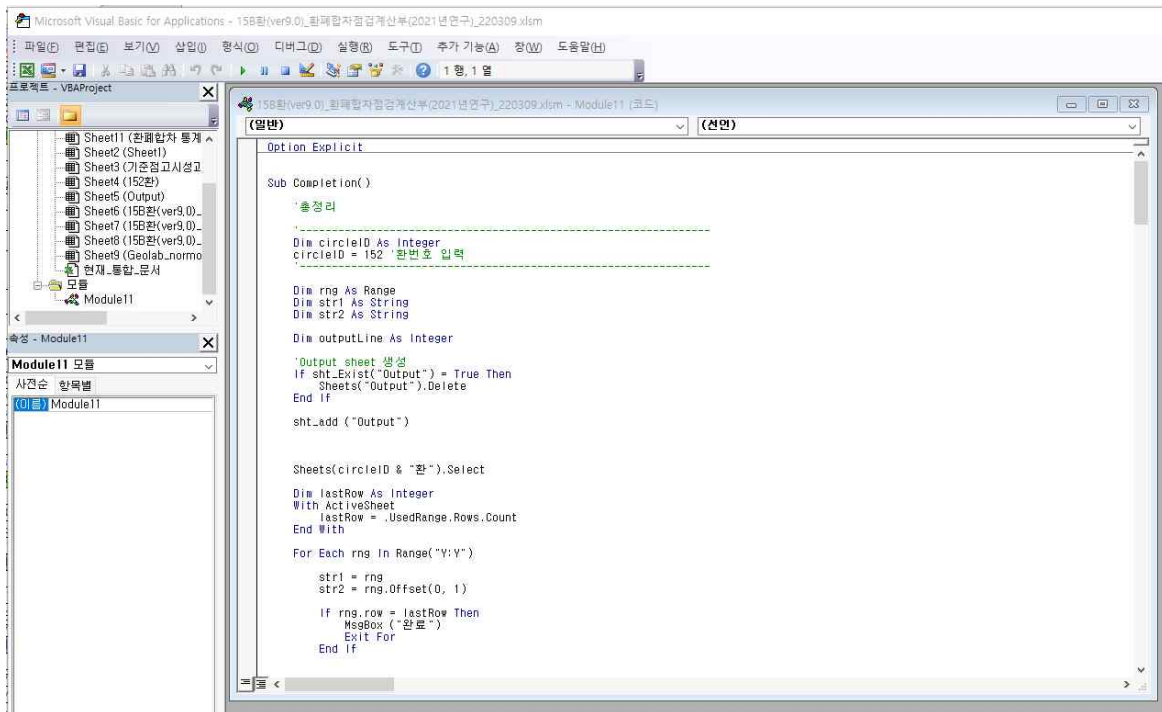 Microsoft Visual Basic for Applications - 15B환(ver9.0)_환폐합차점검계산부(2021년연구)_220309.xlsm
파일(F) 편집(E) 보기(V) 삽입(I) 형식(O) 디버그(D) 실행(R) 도구(T) 추가 기능(A) 창(W) 도움말(H)
1 행, 1 열
프로젝트 - VBAProject
Sheet11 (환폐합차 통계
Sheet2 (Sheet1)
Sheet3 (기준점고시성고
Sheet4 (152환)
Sheet5 (Output)
Sheet6 (15B환(ver9,0)_
Sheet7 (15B환(ver9,0)_
Sheet8 (15B환(ver9,0)_
Sheet9 (Geolab_normo
현재_통합_문서
모듈
Module11
속성 - Module11
Module11 모듈
사전순 항목별
(이름) Module11
15B환(ver9.0)_환폐합차점검계산부(2021년연구)_220309.xlsm - Module11 (코드)
(일반) (선언)
Option Explicit
Sub Completion()
'총정리
'---------------------------------------------------------------
Dim circleID As Integer
circleID = 152 '환번호 입력
'---------------------------------------------------------------
Dim rng As Range
Dim str1 As String
Dim str2 As String
Dim outputLine As Integer
'Output sheet 생성
If sht_Exist("Output") = True Then
Sheets("Output").Delete
End If
sht_add ("Output")
Sheets(circleID & "환").Select
Dim lastRow As Integer
With ActiveSheet
lastRow = .UsedRange.Rows.Count
End With
For Each rng In Range("Y:Y")
str1 = rng
str2 = rng.Offset(0, 1)
If rng.row = lastRow Then
MsgBox ("완료")
Exit For
End If